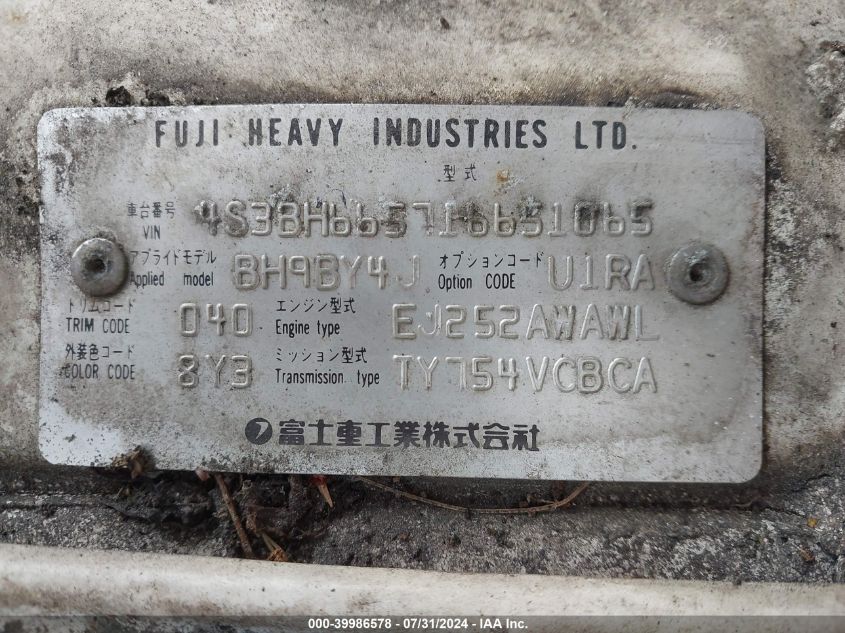 FUJI HEAVY INDUSTRIES LTD.
型式
車台番号
VIN 4S3BH665716651065
アプライドモデル
Applied model BH9BY4J オプションコード
Option CODE U1RA
トリムコード
TRIM CODE 040 エンジン型式
Engine type EJ252AWAWL
外装色コード
COLOR CODE 8Y3 ミッション型式
Transmission type TY754VCBCA
富士重工業株式会社
000-39986578 / 07/31/2024 - IAA Inc.